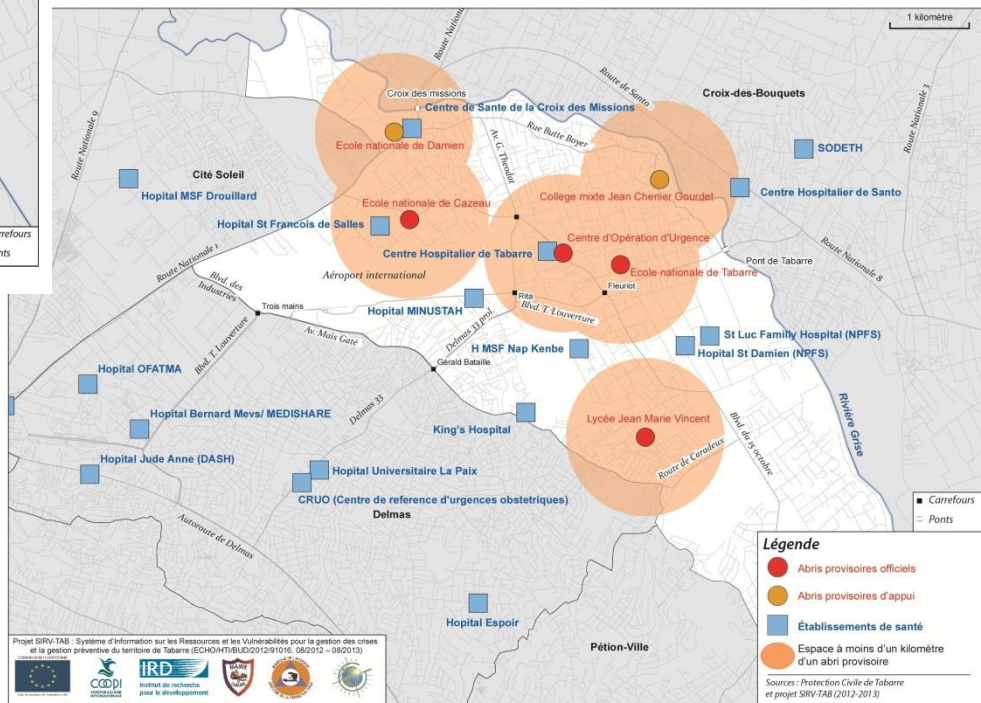 1 kilomètre
Route Nationale 9
Route Nationale 1
Route Nationale 3
Route de Santo
Croix des missions
Centre de Sante de la Croix des Missions
Croix-des-Bouquets
Rue Butte Boyer
Av. G. Theodat
Ecole nationale de Damien
SODETH
Cité Soleil
Hopital MSF Drouillard
Ecole nationale de Cazeau
College mixte Jean Chenier Gourdet
Centre Hospitalier de Santo
Hopital St Francois de Salles
Centre d'Opération d'Urgence
Centre Hospitalier de Tabarre
Route Nationale 8
Pont de Tabarre
Ecole nationale de Tabarre
Aéroport international
Route Nationale 1
Blvd. des
Industries
Rita
Fleuriot
Hopital MINUSTAH
Blvd. T. Louverture
Trois mains
Delmas 33 prol.
Av. Mais Gaté
St Luc Familly Hospital (NPFS)
H MSF Nap Kenbe
Hopital St Damien (NPFS)
Blvd. T. Louverture
Gérald Bataille
Rivière Grise
Hopital OFATMA
Delmas 33
Hopital Bernard Mevs/ MEDISHARE
King's Hospital
Lycée Jean Marie Vincent
Blvd. du 15 octobre
Route de Caradeux
Hopital Jude Anne (DASH)
Hopital Universitaire La Paix
CRUO (Centre de reference d'urgences obstetriques)
Delmas
Autoroute de Delmas
Hopital Espoir
Pétion-Ville
Carrefours
Ponts
Légende
Abris provisoires officiels
Abris provisoires d'appui
Établissements de santé
Espace à moins d'un kilomètre
d'un abri provisoire
Sources : Protection Civile de Tabarre
et projet SIRV-TAB (2012-2013)
Projet SIRV-TAB : Système d'Information sur les Ressources et les Vulnérabilités pour la gestion des crises
et la gestion préventive du territoire de Tabarre (ECHO/HTI/BUD/2012/91016, 08/2012 – 08/2013)
COOPI
IRD
Institut de recherche
pour le développement
MAIRIE